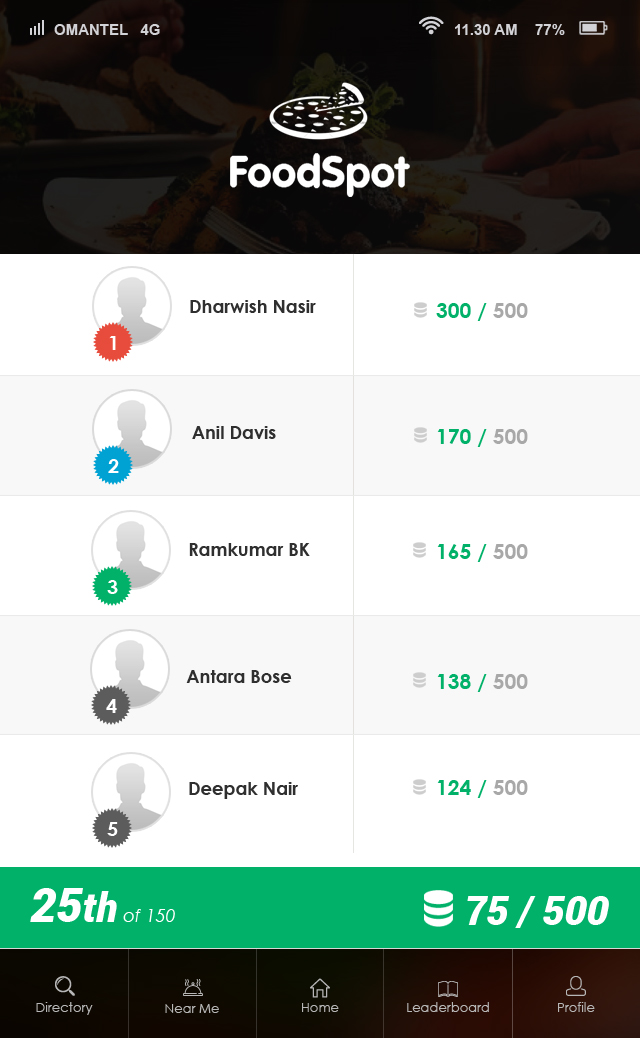 OMANTEL 4G 11.30 AM 77%
FoodSpot
Dharwish Nasir 300 / 500
1
Anil Davis 170 / 500
2
Ramkumar BK 165 / 500
3
Antara Bose 138 / 500
4
Deepak Nair 124 / 500
5
25th of 150 75 / 500
Directory Near Me Home Leaderboard Profile